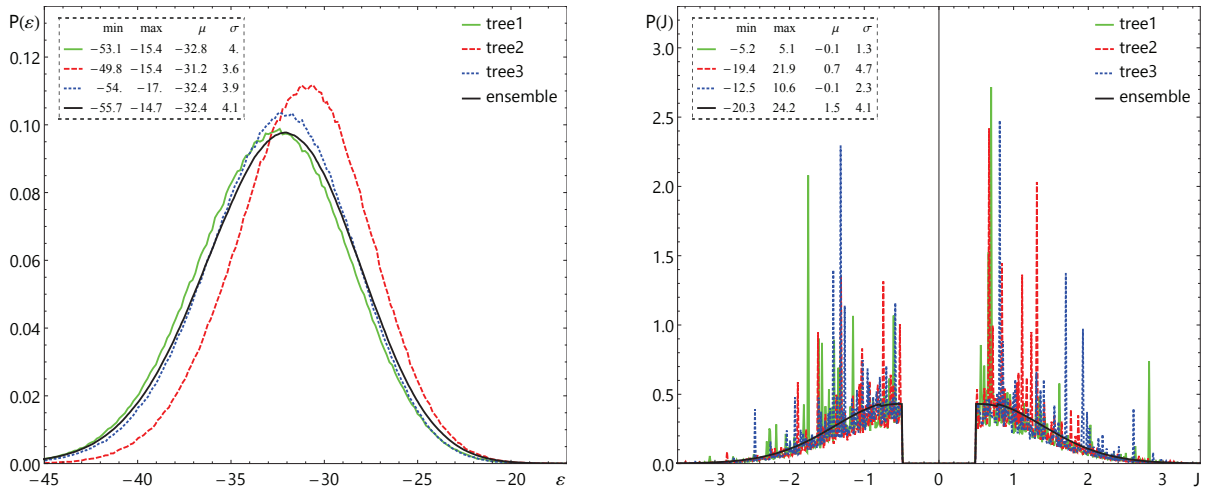 P(ε)
min max μ σ
−53.1 −15.4 −32.8 4.
−49.8 −15.4 −31.2 3.6
−54. −17. −32.4 3.9
−55.7 −14.7 −32.4 4.1
tree1
tree2
tree3
ensemble
0.12
0.10
0.08
0.06
0.04
0.02
0.00
−45 −40 −35 −30 −25 −20 ε
P(J)
min max μ σ
−5.2 5.1 −0.1 1.3
−19.4 21.9 0.7 4.7
−12.5 10.6 −0.1 2.3
−20.3 24.2 1.5 4.1
tree1
tree2
tree3
ensemble
3.0
2.5
2.0
1.5
1.0
0.5
0.0
−3 −2 −1 0 1 2 3 J